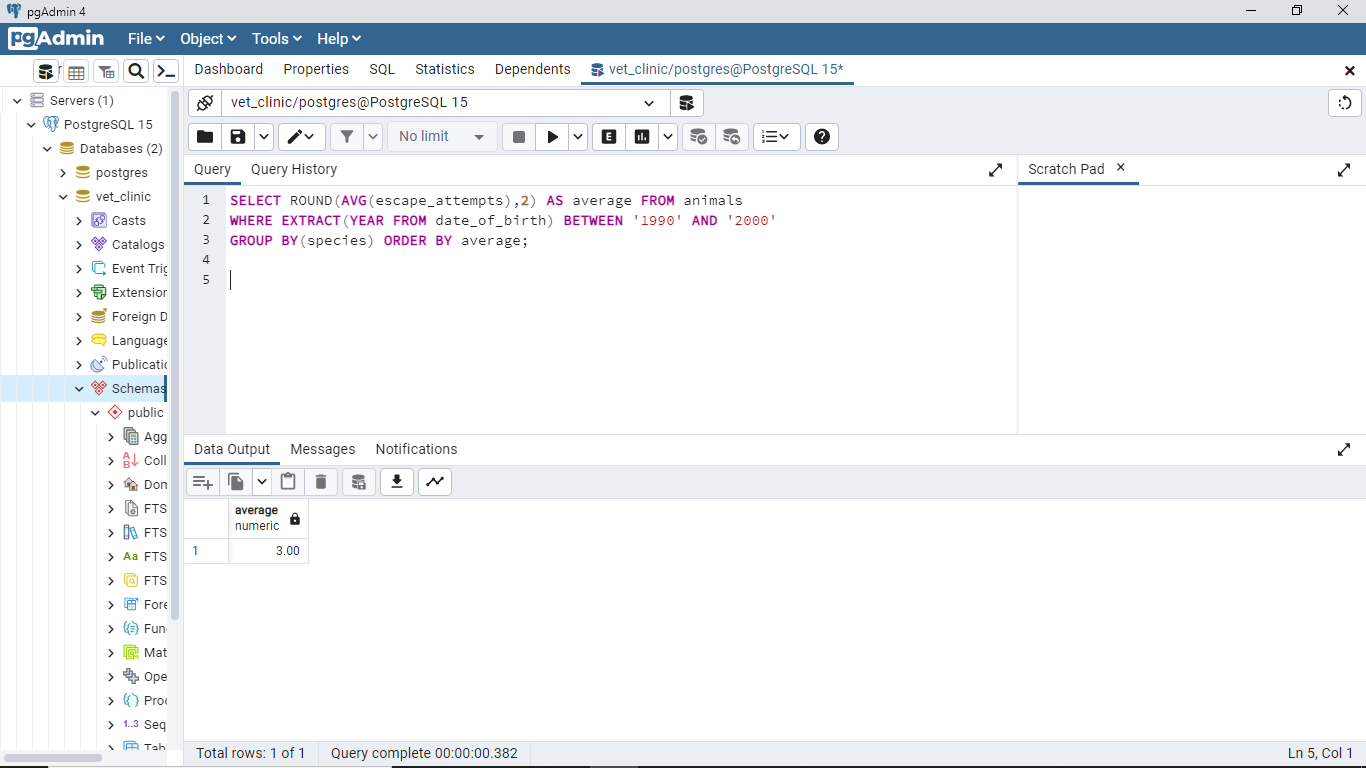 pgAdmin 4
pgAdmin File Object Tools Help
Dashboard Properties SQL Statistics Dependents vet_clinic/postgres@PostgreSQL 15*
vet_clinic/postgres@PostgreSQL 15
No limit
Query Query History Scratch Pad
1 SELECT ROUND(AVG(escape_attempts),2) AS average FROM animals
2 WHERE EXTRACT(YEAR FROM date_of_birth) BETWEEN '1990' AND '2000'
3 GROUP BY(species) ORDER BY average;
4
5
Data Output Messages Notifications
average
numeric
1 3.00
Total rows: 1 of 1 Query complete 00:00:00.382 Ln 5, Col 1
Servers (1)
PostgreSQL 15
Databases (2)
postgres
vet_clinic
Casts
Catalogs
Event Trig
Extension
Foreign D
Language
Publicatio
Schemas
public
Agg
Coll
Dom
FTS
FTS
Aa FTS
FTS
Fore
Fun
Mat
Ope
Proc
1..3 Seq
Tab